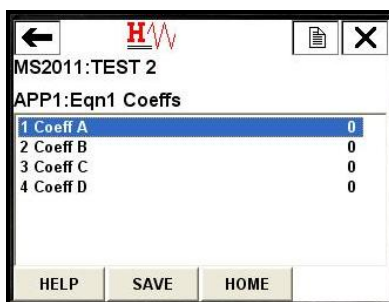 H
MS2011:TEST 2
APP1:Eqn1 Coeffs
1 Coeff A 0
2 Coeff B 0
3 Coeff C 0
4 Coeff D 0
HELP SAVE HOME